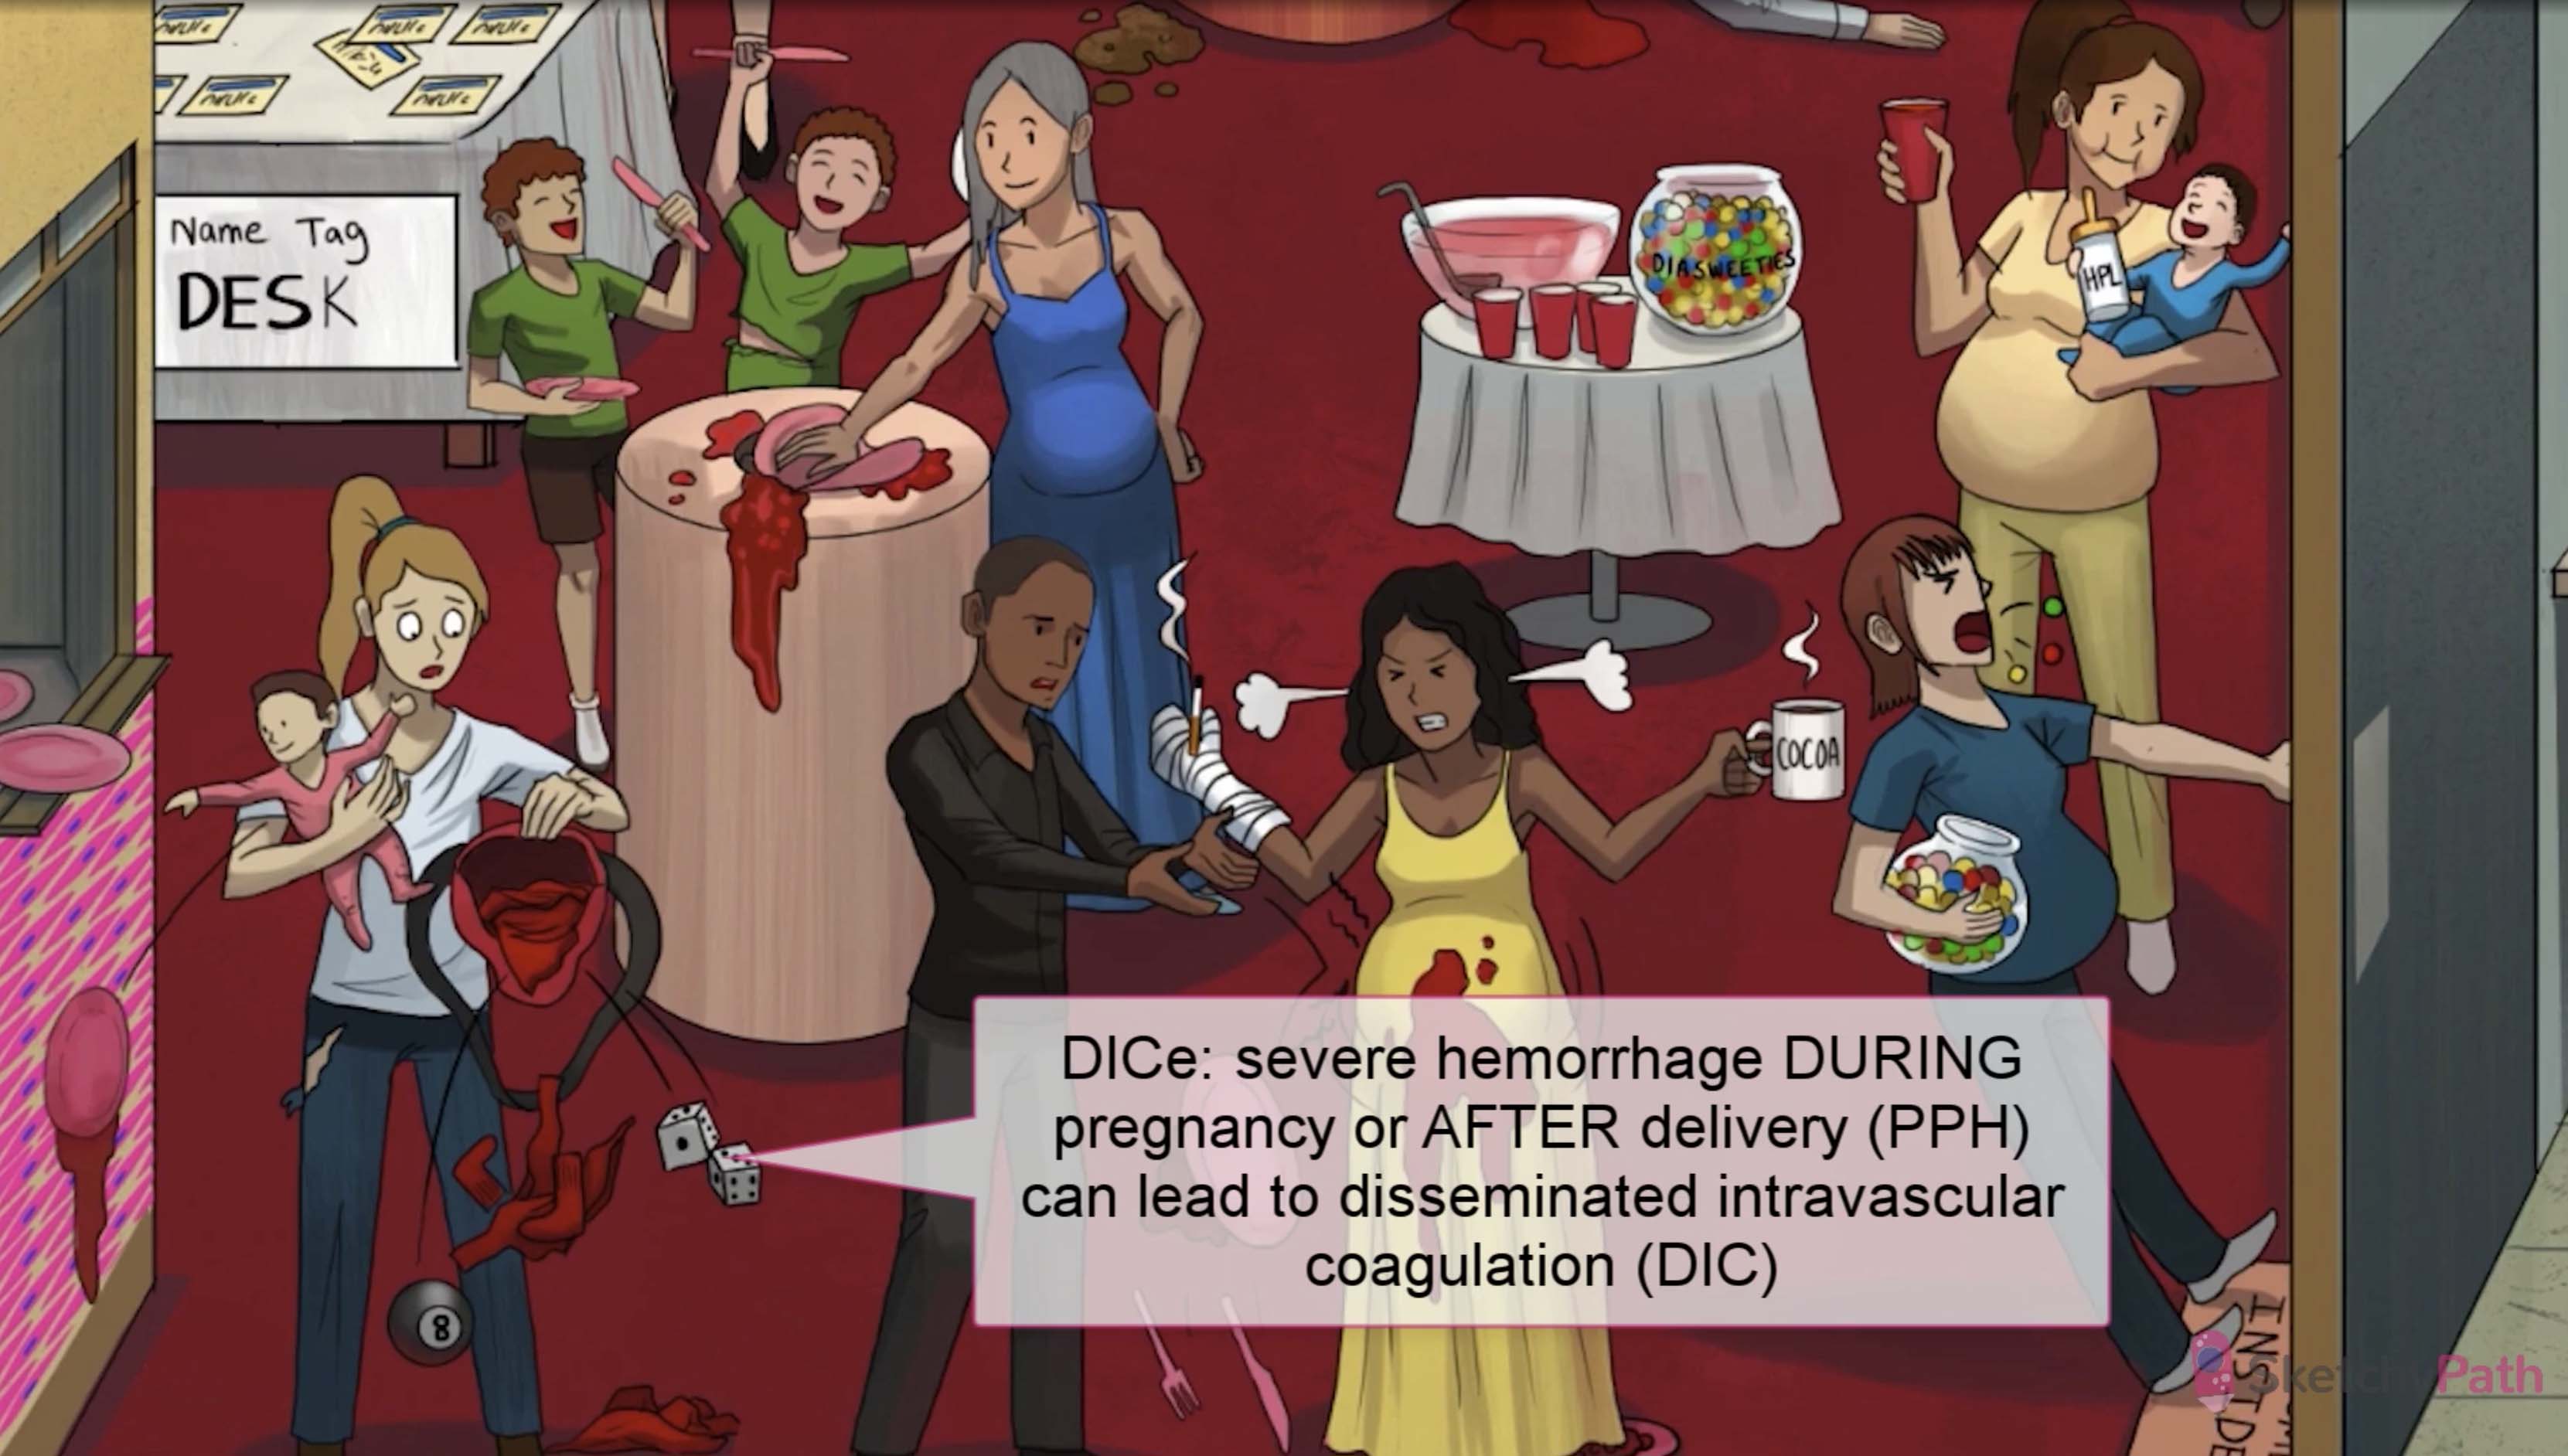 Name Tag
DESK
DIASWEETIES
HPL
COCOA
DICe: severe hemorrhage DURING
pregnancy or AFTER delivery (PPH)
can lead to disseminated intravascular
coagulation (DIC)
8
SketchyPath